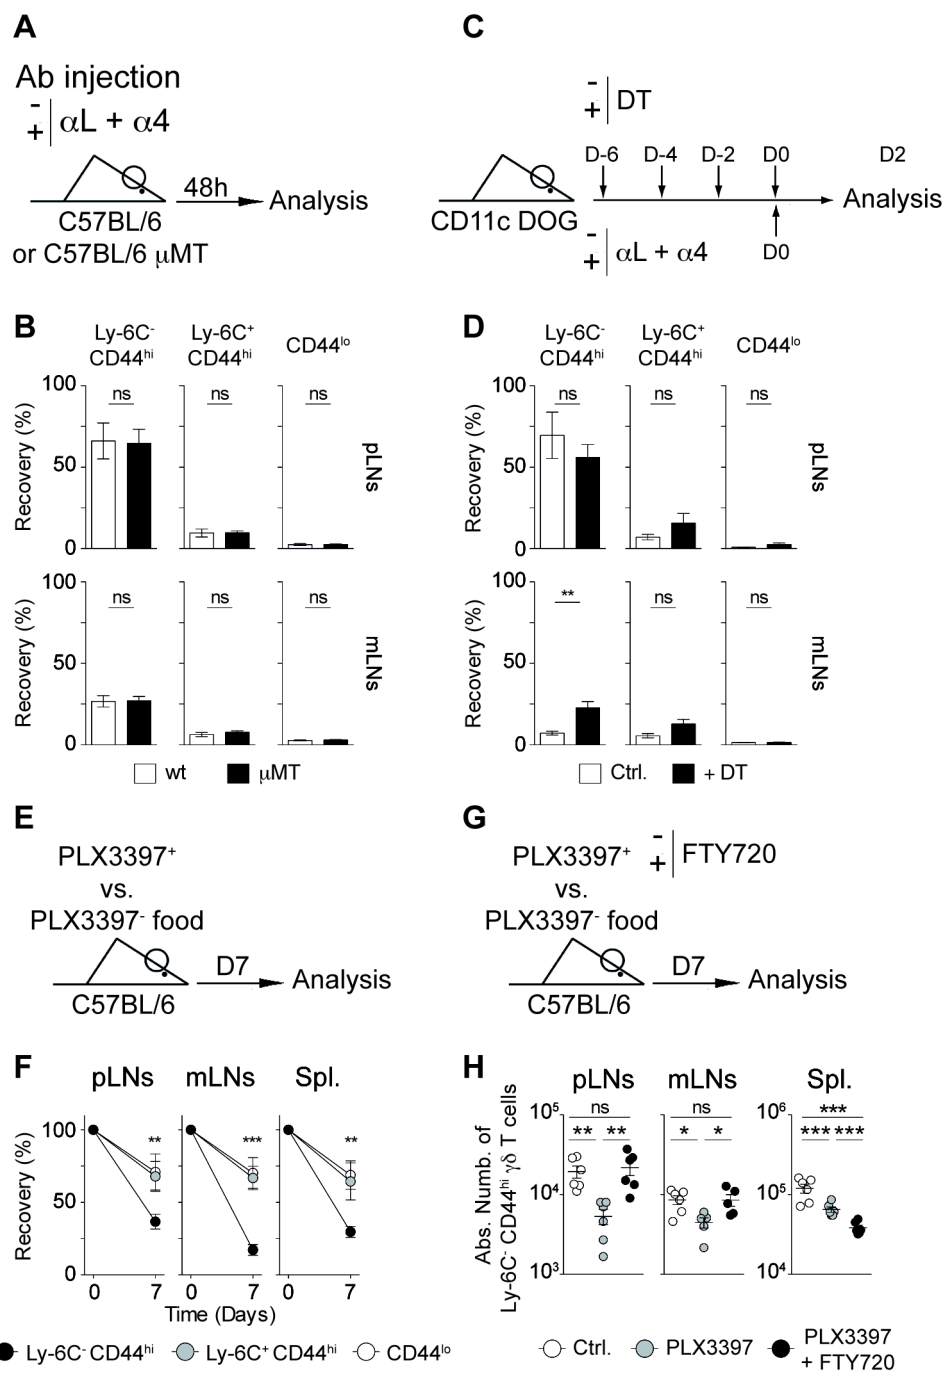 A
Ab injection
-
+
αL + α4
48h
Analysis
C57BL/6
or C57BL/6 μMT
C
-
+
DT
D-6 D-4 D-2 D0 D2
Analysis
CD11c DOG
-
+
αL + α4
D0
B
Ly-6C-
CD44hi
Ly-6C+
CD44hi
CD44lo
Recovery (%)
100
50
0
ns ns ns
pLNs
Recovery (%)
100
50
0
ns ns ns
mLNs
wt μMT
D
Ly-6C-
CD44hi
Ly-6C+
CD44hi
CD44lo
Recovery (%)
100
50
0
ns ns ns
pLNs
Recovery (%)
100
50
0
** ns ns
mLNs
Ctrl. + DT
E
PLX3397+
vs.
PLX3397- food
D7
Analysis
C57BL/6
G
-
+
FTY720
PLX3397+
vs.
PLX3397- food
D7
Analysis
C57BL/6
F
pLNs mLNs Spl.
Recovery (%)
100
50
0
** *** **
0 7 0 7 0 7
Time (Days)
Ly-6C- CD44hi Ly-6C+ CD44hi CD44lo
H
pLNs mLNs Spl.
Abs. Numb. of
Ly-6C- CD44hi γδ T cells
105
104
103
ns
** **
ns
* *
106
105
104
***
*** ***
Ctrl. PLX3397 PLX3397
+ FTY720